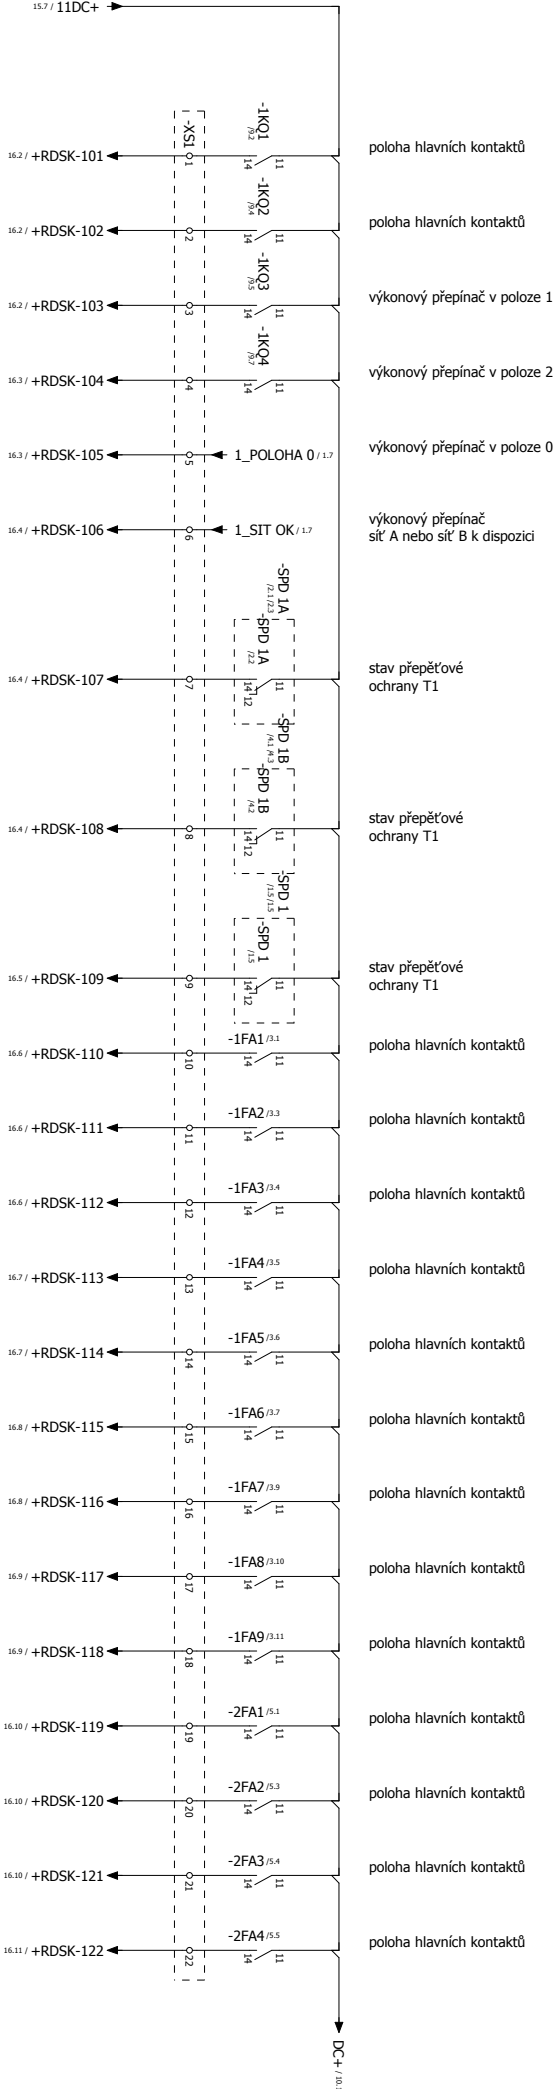 15.7 / 11DC+
-XS1
-1KQ1
/9.2
16.2 / +RDSK-101
1
14
11
poloha hlavních kontaktů
-1KQ2
/9.4
16.2 / +RDSK-102
2
14
11
poloha hlavních kontaktů
-1KQ3
/9.5
16.2 / +RDSK-103
3
14
11
výkonový přepínač v poloze 1
-1KQ4
/9.7
16.3 / +RDSK-104
4
14
11
výkonový přepínač v poloze 2
16.3 / +RDSK-105
5
1_POLOHA 0 / 1.7
výkonový přepínač v poloze 0
16.4 / +RDSK-106
6
1_SIT OK / 1.7
výkonový přepínač
síť A nebo síť B k dispozici
-SPD 1A
/2.1 /2.3
-SPD 1A
/2.2
16.4 / +RDSK-107
7
14
12
11
stav přepěťové
ochrany T1
-SPD 1B
/4.1 /4.3
-SPD 1B
/4.2
16.4 / +RDSK-108
8
14
12
11
stav přepěťové
ochrany T1
-SPD 1
/1.5 /1.5
-SPD 1
/1.5
16.5 / +RDSK-109
9
14
12
11
stav přepěťové
ochrany T1
16.6 / +RDSK-110
10
-1FA1 /3.1
14
11
poloha hlavních kontaktů
16.6 / +RDSK-111
11
-1FA2 /3.3
14
11
poloha hlavních kontaktů
16.6 / +RDSK-112
12
-1FA3 /3.4
14
11
poloha hlavních kontaktů
16.7 / +RDSK-113
13
-1FA4 /3.5
14
11
poloha hlavních kontaktů
16.7 / +RDSK-114
14
-1FA5 /3.6
14
11
poloha hlavních kontaktů
16.8 / +RDSK-115
15
-1FA6 /3.7
14
11
poloha hlavních kontaktů
16.8 / +RDSK-116
16
-1FA7 /3.9
14
11
poloha hlavních kontaktů
16.9 / +RDSK-117
17
-1FA8 /3.10
14
11
poloha hlavních kontaktů
16.9 / +RDSK-118
18
-1FA9 /3.11
14
11
poloha hlavních kontaktů
16.10 / +RDSK-119
19
-2FA1 /5.1
14
11
poloha hlavních kontaktů
16.10 / +RDSK-120
20
-2FA2 /5.3
14
11
poloha hlavních kontaktů
16.10 / +RDSK-121
21
-2FA3 /5.4
14
11
poloha hlavních kontaktů
16.11 / +RDSK-122
22
-2FA4 /5.5
14
11
poloha hlavních kontaktů
DC+